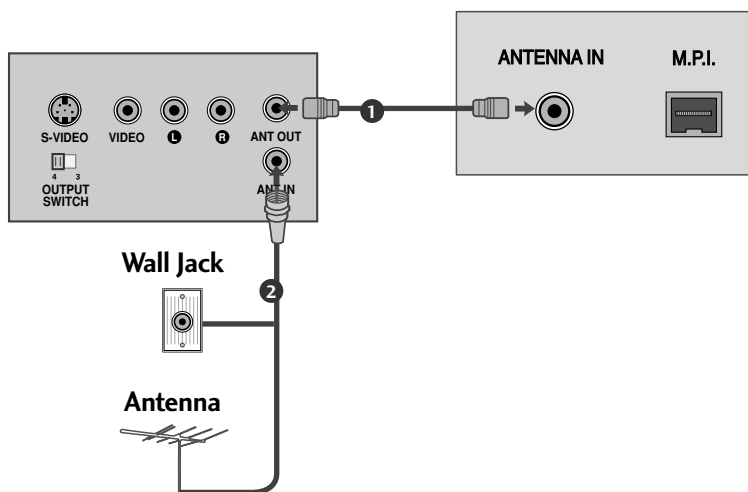 ANTENNA IN
M.P.I.
1
S-VIDEO
VIDEO
L
R
ANT OUT
4
3
OUTPUT
SWITCH
ANT IN
2
Wall Jack
Antenna